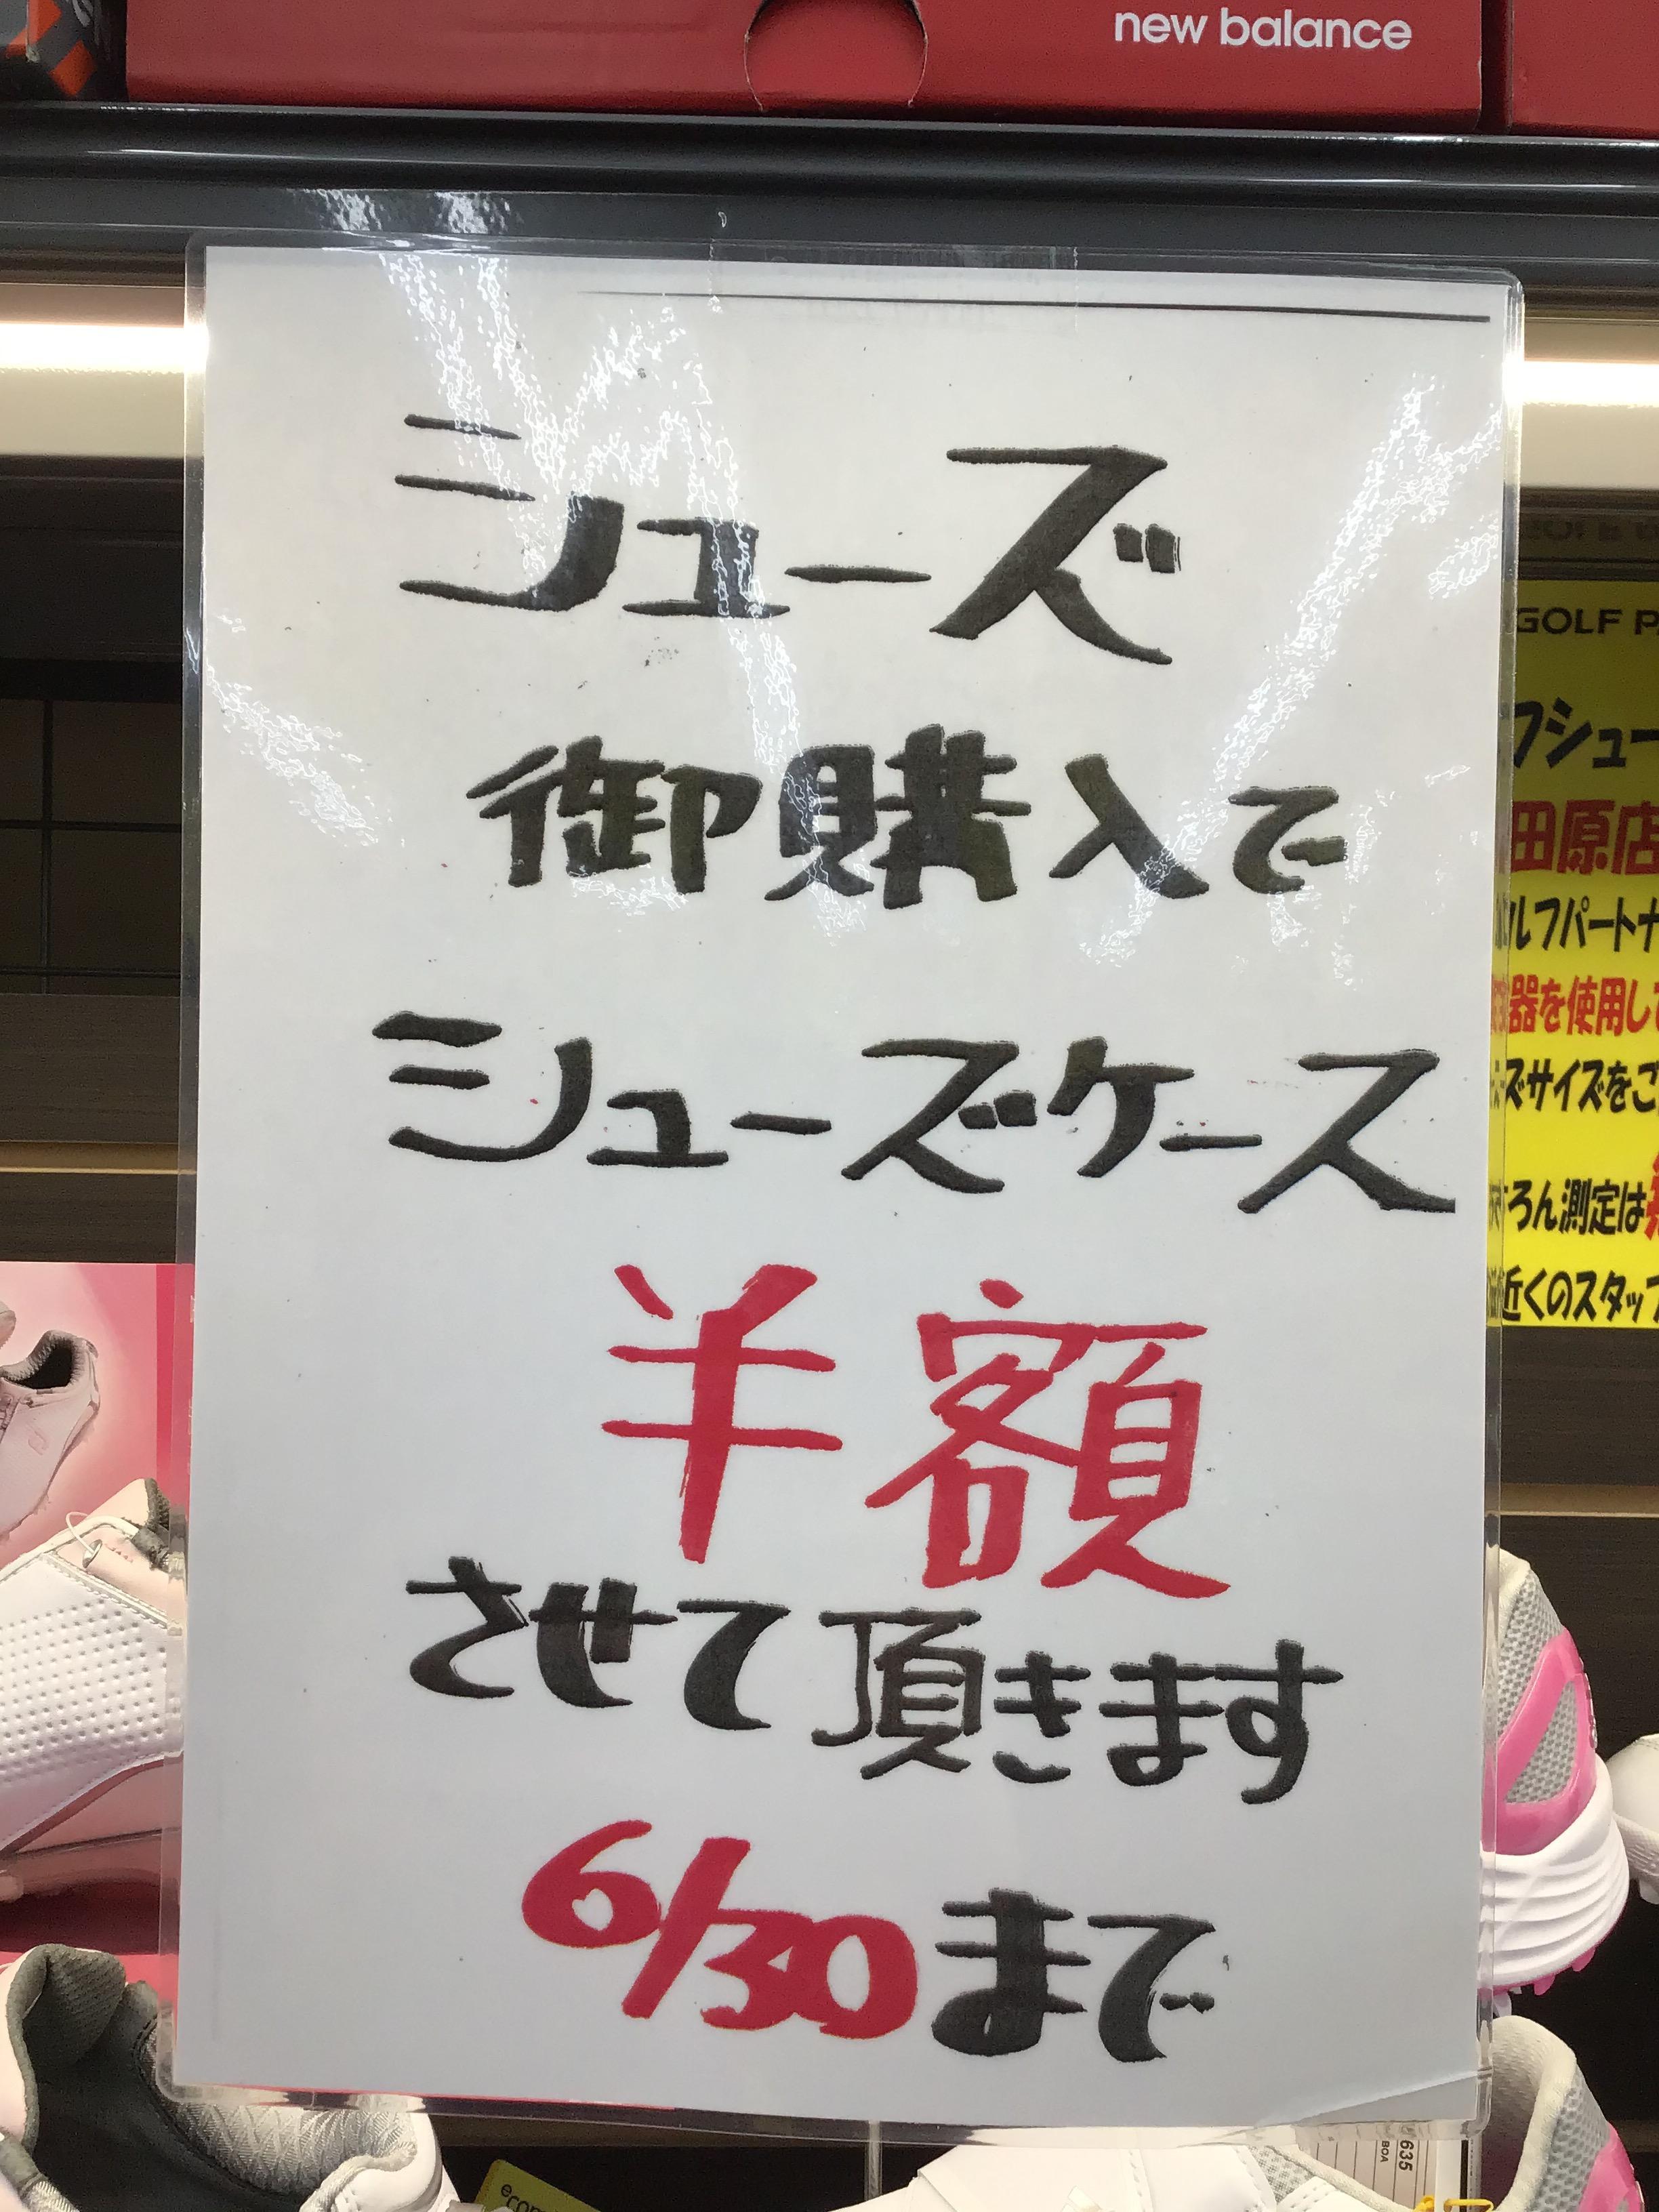 new balance
シューズ
御購入で
シューズケース
半額
させて頂きます
6/30まで
GOLF
フシュー
田原店
ルフパートナ
器を使用して
ズサイズをご
ろん測定は
近くのスタッフ
635
BOA